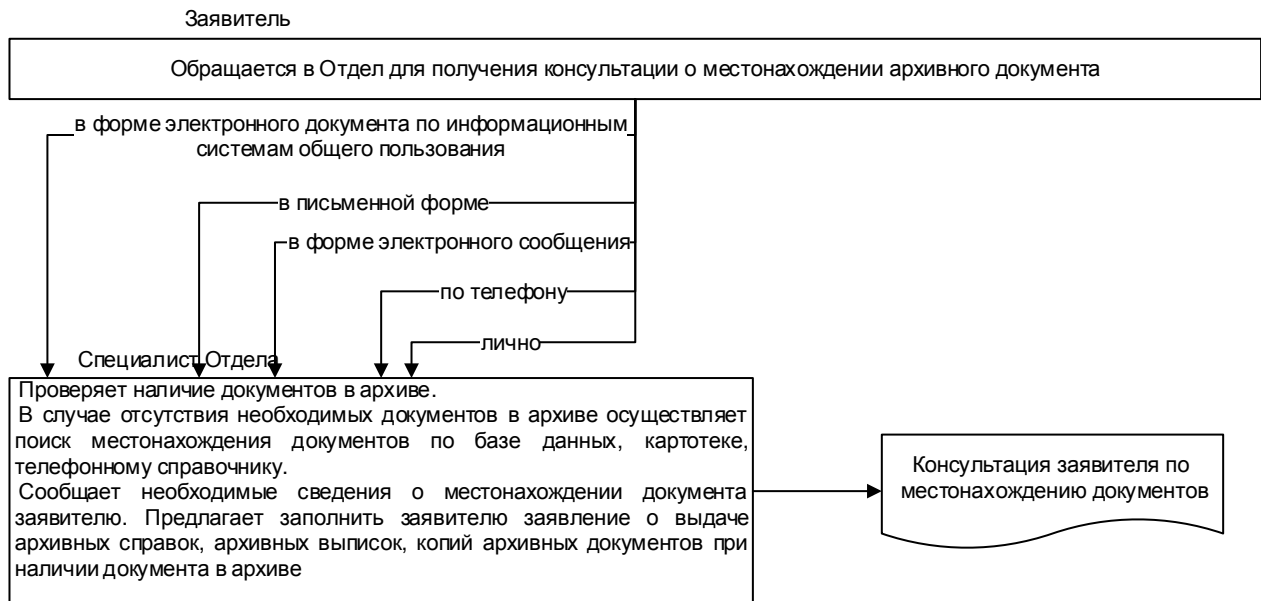 Заявитель
Обращается в Отдел для получения консультации о местонахождении архивного документа
в форме электронного документа по информационным
системам общего пользования
в письменной форме
в форме электронного сообщения
по телефону
лично
Специалист Отдела
Проверяет наличие документов в архиве.
В случае отсутствия необходимых документов в архиве осуществляет
поиск местонахождения документов по базе данных, картотеке,
телефонному справочнику.
Сообщает необходимые сведения о местонахождении документа
заявителю. Предлагает заполнить заявителю заявление о выдаче
архивных справок, архивных выписок, копий архивных документов при
наличии документа в архиве
Консультация заявителя по
местонахождению документов